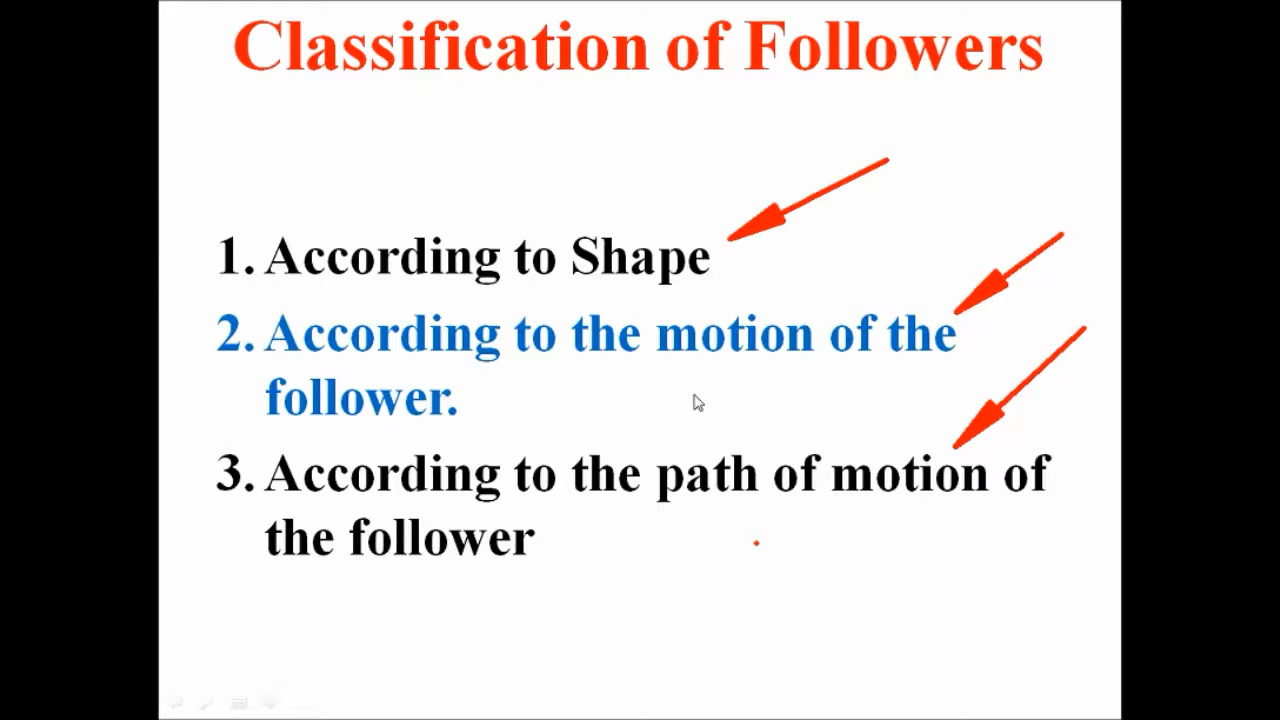 Classification of Followers
1. According to Shape
2. According to the motion of the
follower.
3. According to the path of motion of
the follower